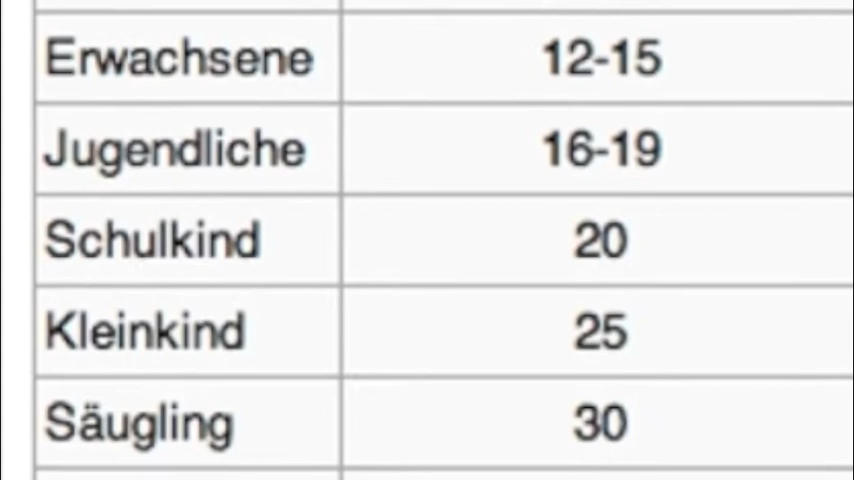 Erwachsene 12-15
Jugendliche 16-19
Schulkind 20
Kleinkind 25
Säugling 30